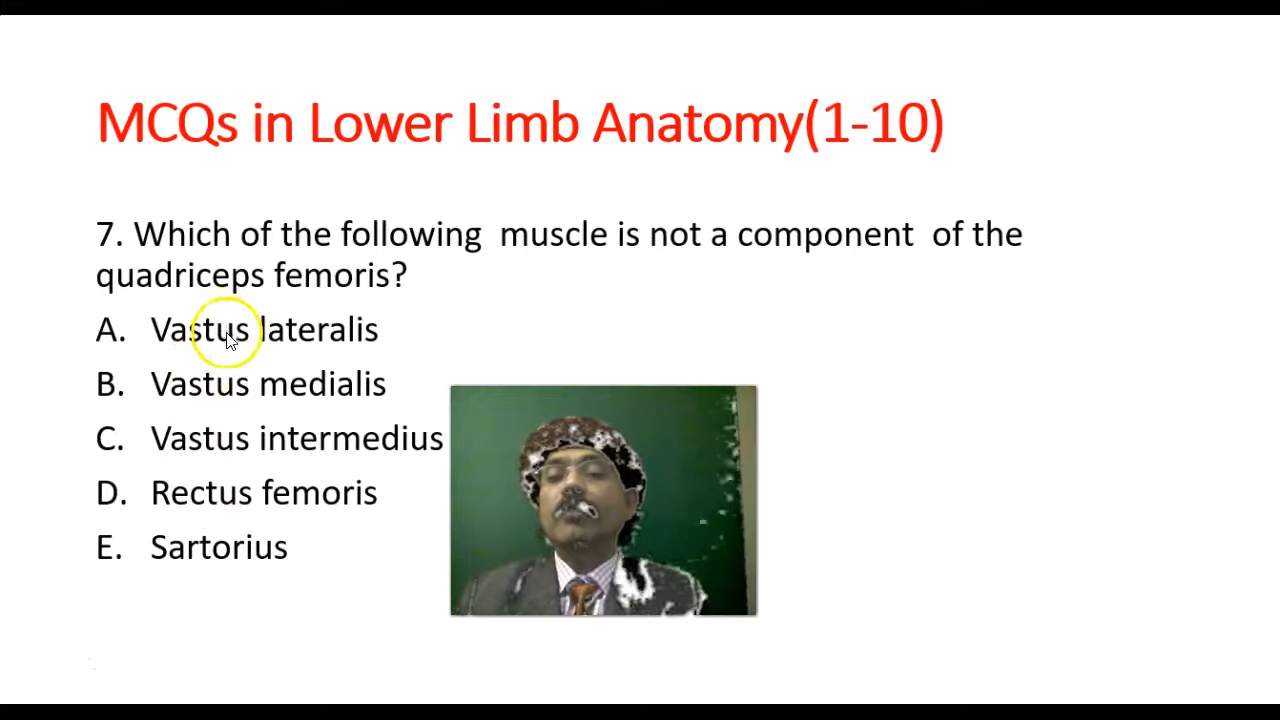 MCQs in Lower Limb Anatomy(1-10)
7. Which of the following  muscle is not a component  of the
quadriceps femoris?
A. Vastus lateralis
B. Vastus medialis
C. Vastus intermedius
D. Rectus femoris
E. Sartorius